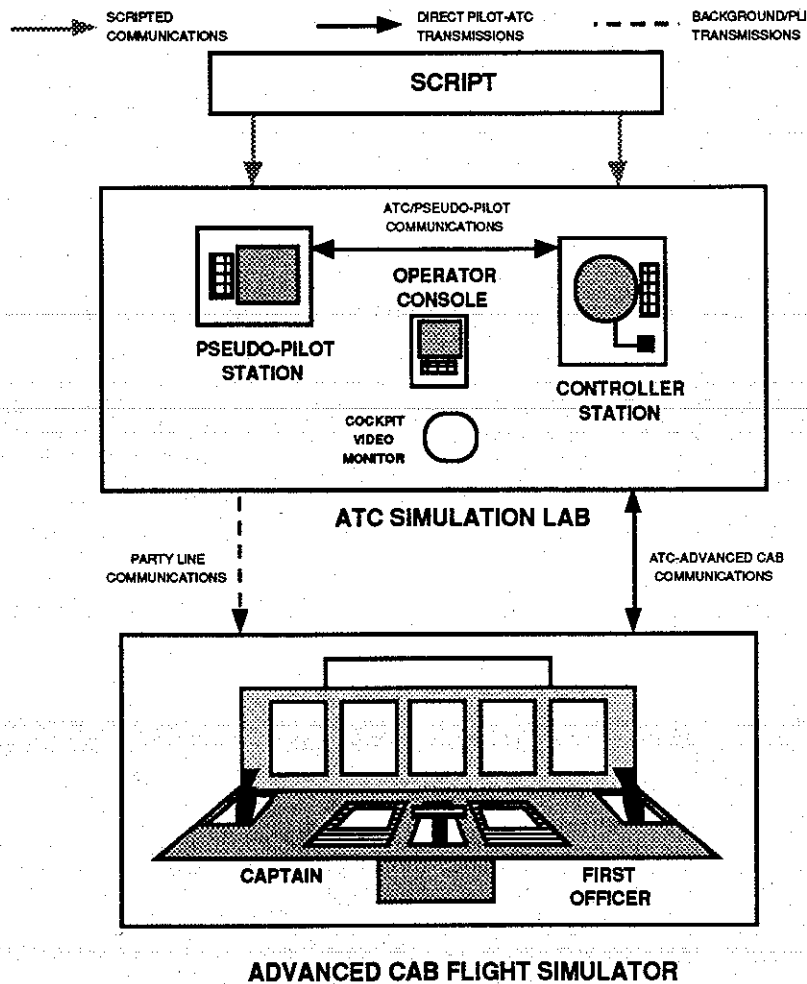 SCRIPTED
COMMUNICATIONS
DIRECT PILOT-ATC
TRANSMISSIONS
BACKGROUND/PLI
TRANSMISSIONS
SCRIPT
ATC/PSEUDO-PILOT
COMMUNICATIONS
OPERATOR
CONSOLE
PSEUDO-PILOT
STATION
CONTROLLER
STATION
COCKPIT
VIDEO
MONITOR
ATC SIMULATION LAB
PARTY LINE
COMMUNICATIONS
ATC-ADVANCED CAB
COMMUNICATIONS
CAPTAIN
FIRST
OFFICER
ADVANCED CAB FLIGHT SIMULATOR